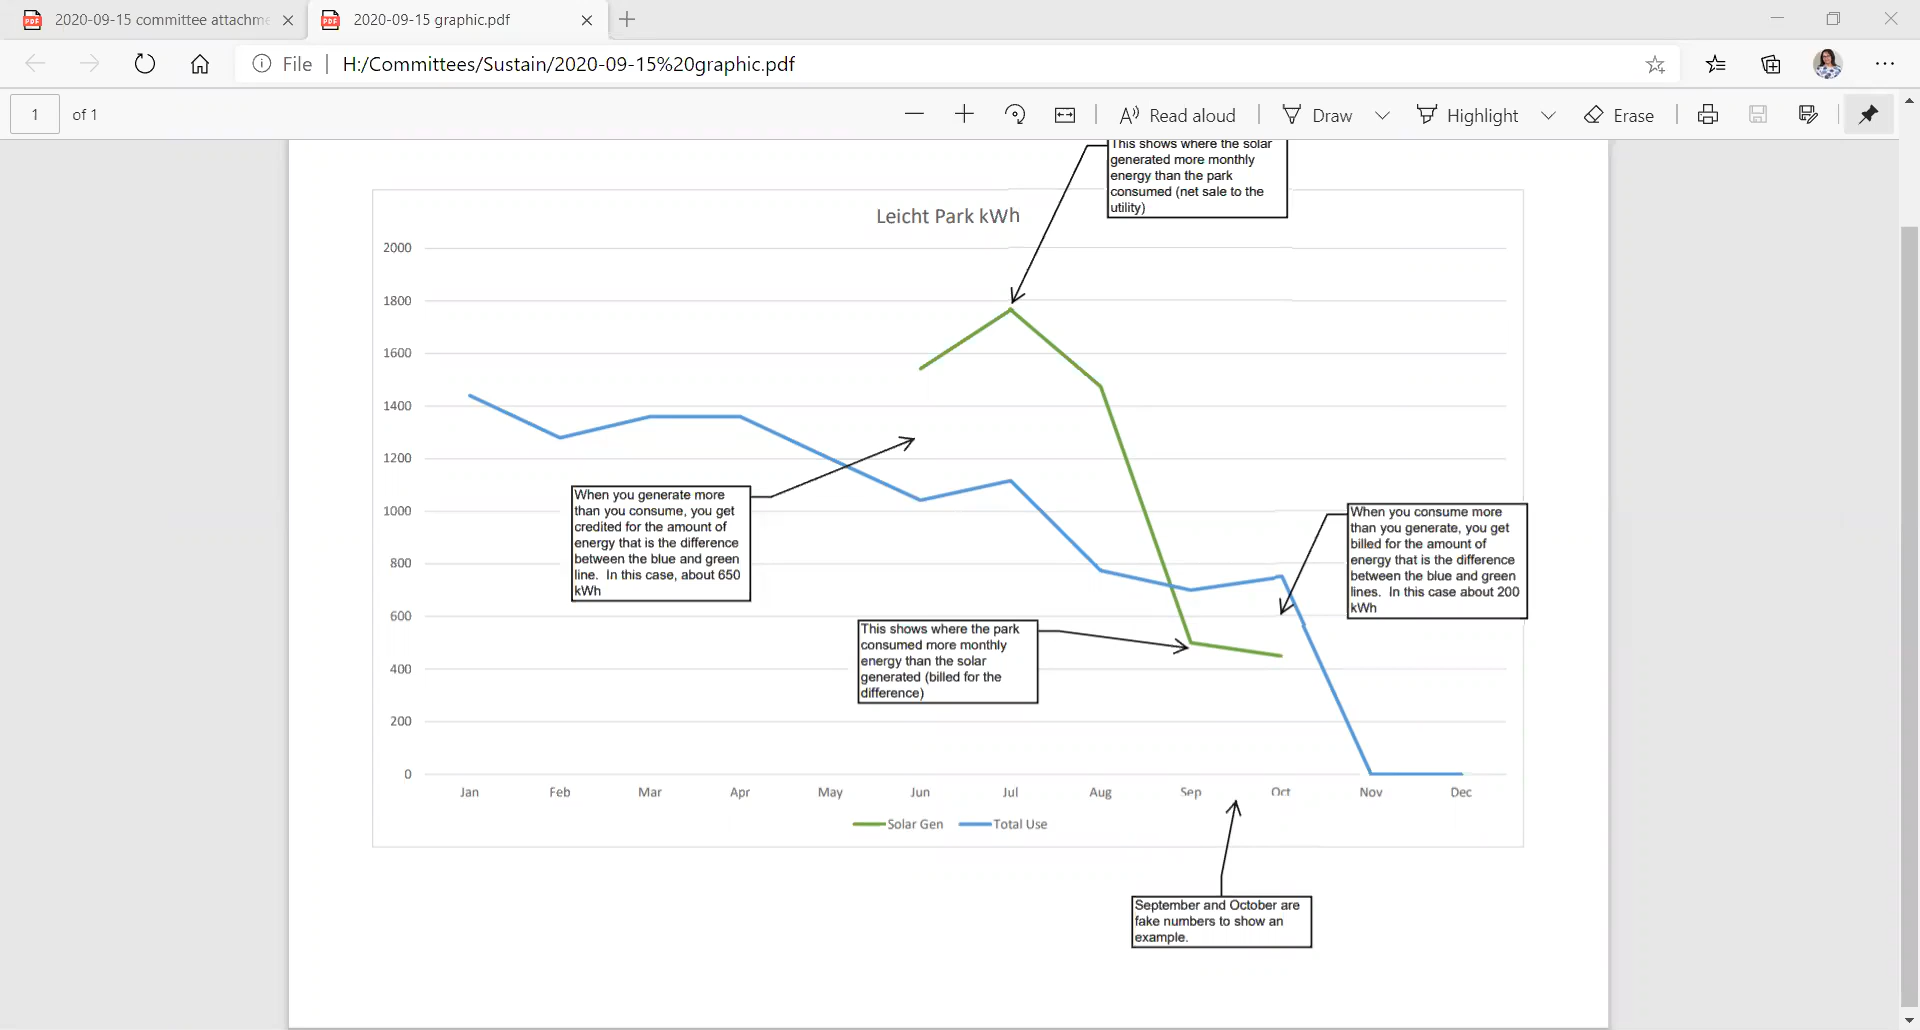 2020-09-15 committee attachme
2020-09-15 graphic.pdf
File
H:/Committees/Sustain/2020-09-15%20graphic.pdf
1
of 1
Read aloud
Draw
Highlight
Erase
This shows where the solar
generated more monthly
energy than the park
consumed (net sale to the
utility)
Leicht Park kWh
2000
1800
1600
1400
1200
1000
800
600
400
200
0
When you generate more
than you consume, you get
credited for the amount of
energy that is the difference
between the blue and green
line. In this case, about 650
kWh
When you consume more
than you generate, you get
billed for the amount of
energy that is the difference
between the blue and green
lines. In this case about 200
kWh
This shows where the park
consumed more monthly
energy than the solar
generated (billed for the
difference)
Jan Feb Mar Apr May Jun Jul Aug Sep Oct Nov Dec
Solar Gen Total Use
September and October are
fake numbers to show an
example.